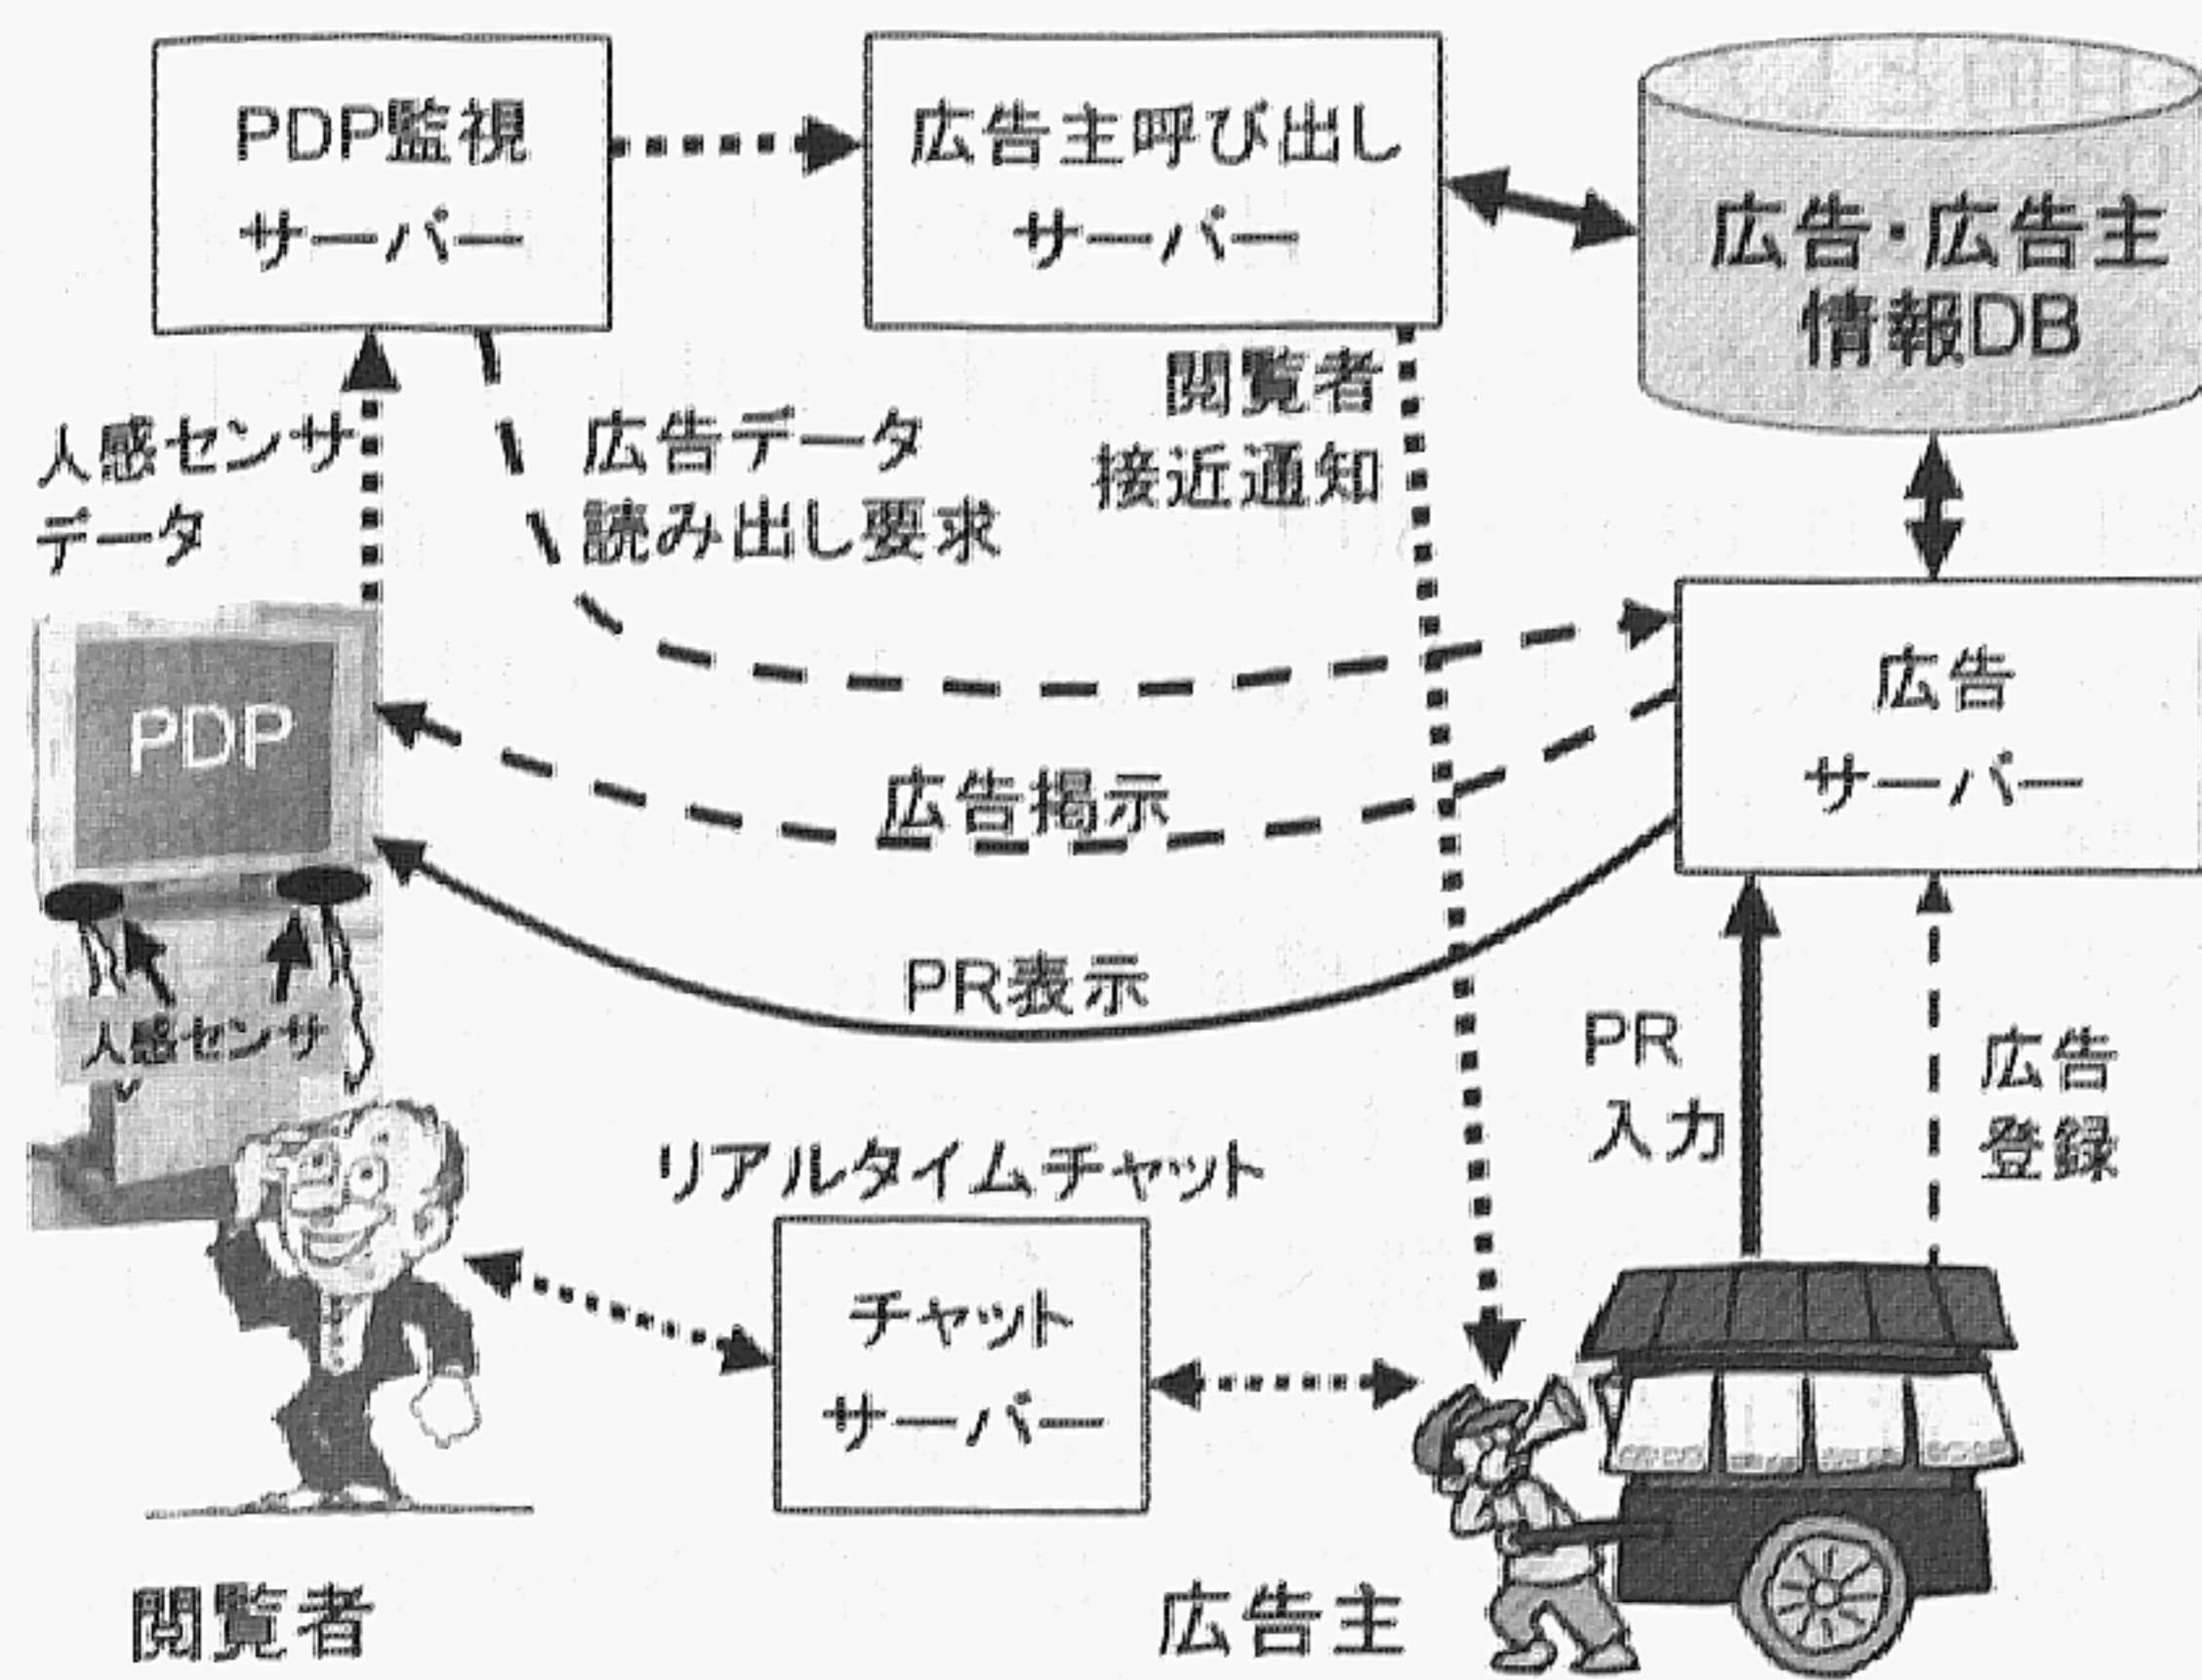 PDP監視
サーバー
広告主呼び出し
サーバー
広告・広告主
情報DB
人感センサ
データ
広告データ
読み出し要求
閲覧者
接近通知
広告
サーバー
PDP
広告掲示
PR表示
人感センサ
PR
入力
広告
登録
リアルタイムチャット
チャット
サーバー
閲覧者
広告主